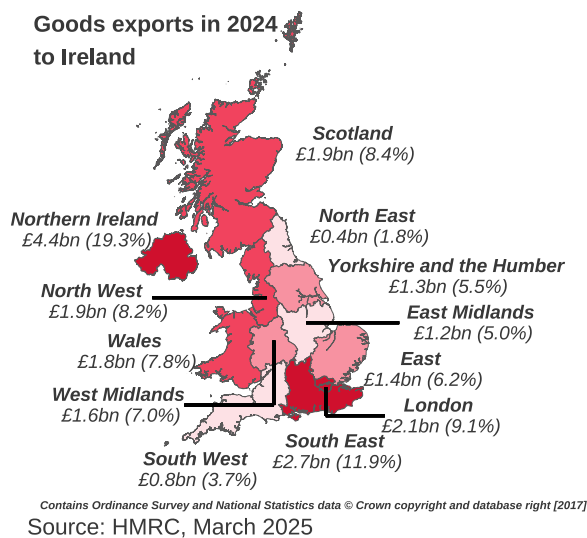 Goods exports in 2024
to Ireland
Scotland
£1.9bn (8.4%)
Northern Ireland
£4.4bn (19.3%)
North East
£0.4bn (1.8%)
Yorkshire and the Humber
£1.3bn (5.5%)
North West
£1.9bn (8.2%)
East Midlands
£1.2bn (5.0%)
Wales
£1.8bn (7.8%)
East
£1.4bn (6.2%)
West Midlands
£1.6bn (7.0%)
London
£2.1bn (9.1%)
South East
£2.7bn (11.9%)
South West
£0.8bn (3.7%)
Contains Ordinance Survey and National Statistics data © Crown copyright and database right [2017]
Source: HMRC, March 2025